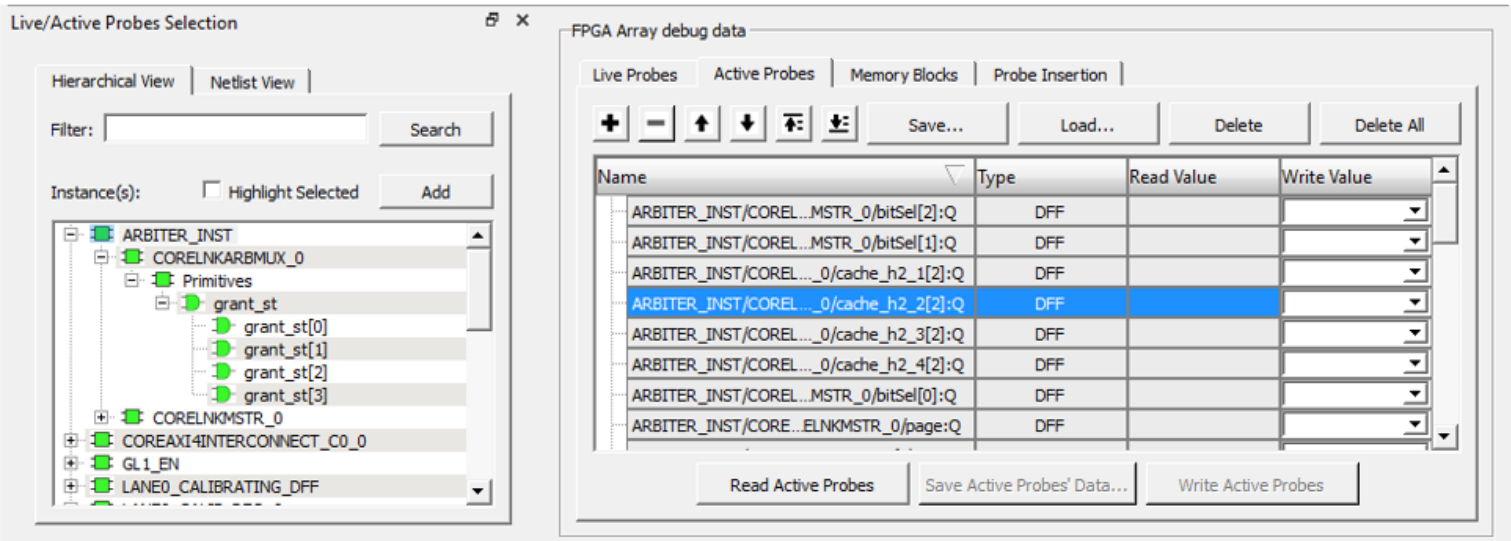 Live/Active Probes Selection
Hierarchical View
Netlist View
Filter:
Search
Instance(s):
Highlight Selected
Add
ARBITER_INST
CORELNKARBMUX_0
Primitives
grant_st
grant_st[0]
grant_st[1]
grant_st[2]
grant_st[3]
CORELNKMSTR_0
COREAXI4INTERCONNECT_C0_0
GL1_EN
LANE0_CALIBRATING_DFF
FPGA Array debug data
Live Probes
Active Probes
Memory Blocks
Probe Insertion
Save...
Load...
Delete
Delete All
Name Type Read Value Write Value
ARBITER_INST/COREL...MSTR_0/bitSel[2]:Q DFF
ARBITER_INST/COREL...MSTR_0/bitSel[1]:Q DFF
ARBITER_INST/COREL..._0/cache_h2_1[2]:Q DFF
ARBITER_INST/COREL..._0/cache_h2_2[2]:Q DFF
ARBITER_INST/COREL..._0/cache_h2_3[2]:Q DFF
ARBITER_INST/COREL..._0/cache_h2_4[2]:Q DFF
ARBITER_INST/COREL...MSTR_0/bitSel[0]:Q DFF
ARBITER_INST/CORE...ELNKMSTR_0/page:Q DFF
Read Active Probes
Save Active Probes' Data...
Write Active Probes